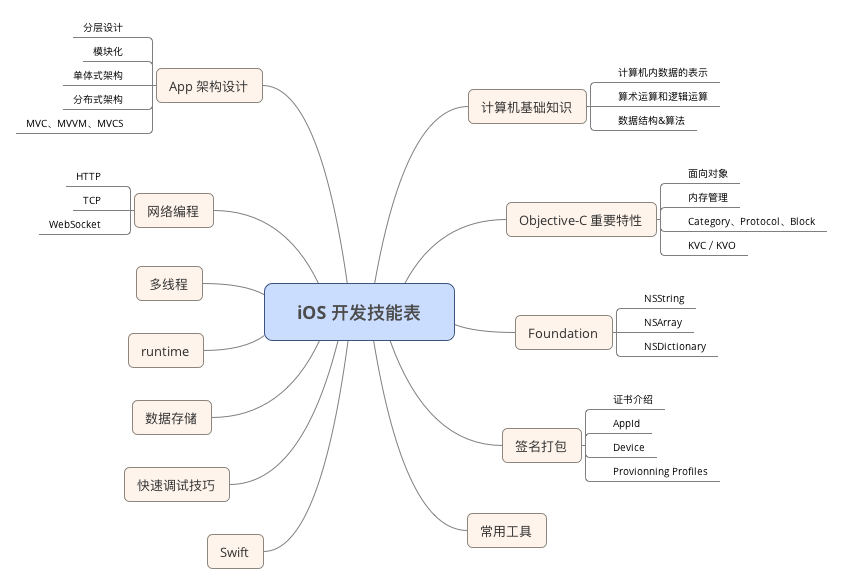 iOS 开发技能表
计算机基础知识
计算机内数据的表示
算术运算和逻辑运算
数据结构&算法
Objective-C 重要特性
面向对象
内存管理
Category、Protocol、Block
KVC / KVO
Foundation
NSString
NSArray
NSDictionary
签名打包
证书介绍
AppId
Device
Provionning Profiles
常用工具
App 架构设计
分层设计
模块化
单体式架构
分布式架构
MVC、MVVM、MVCS
网络编程
HTTP
TCP
WebSocket
多线程
runtime
数据存储
快速调试技巧
Swift